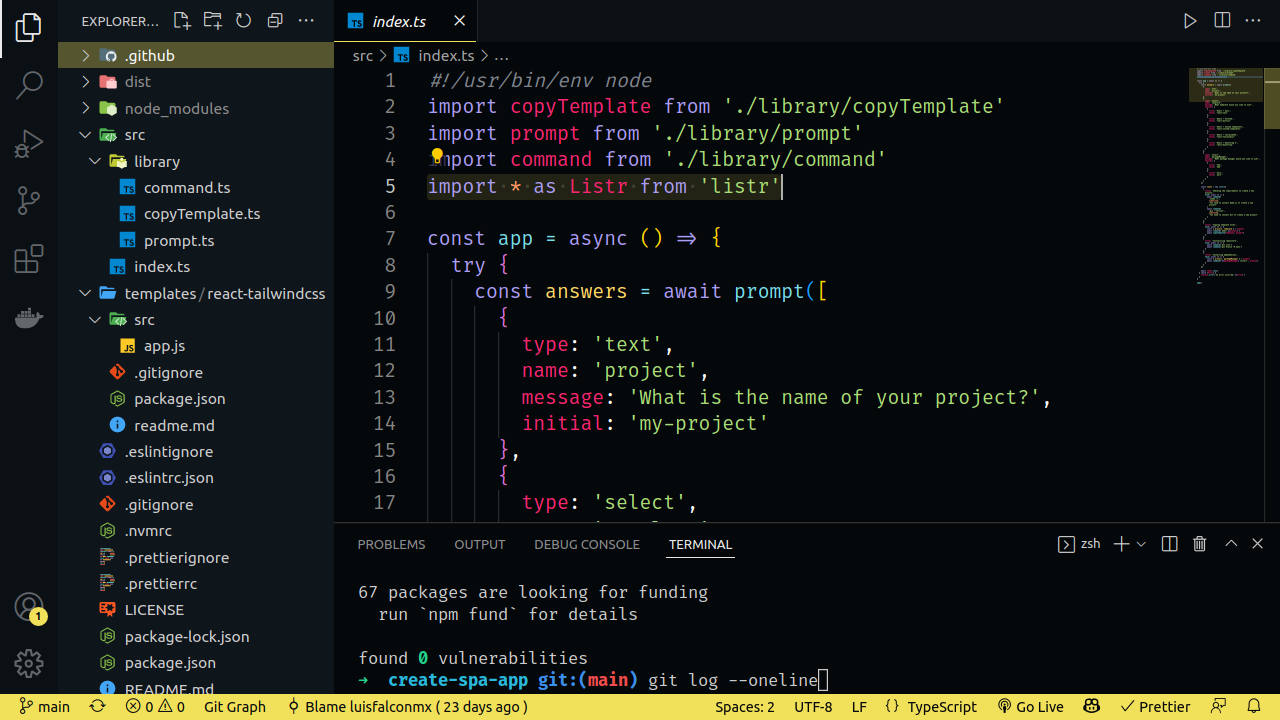 EXPLORER...
.github
dist
node_modules
src
library
command.ts
copyTemplate.ts
prompt.ts
index.ts
templates/react-tailwindcss
src
app.js
.gitignore
package.json
readme.md
.eslintignore
.eslintrc.json
.gitignore
.nvmrc
.prettierignore
.prettierrc
LICENSE
package-lock.json
package.json
README.md
1
TS index.ts
src > TS index.ts > ...
1 #!/usr/bin/env node
2 import copyTemplate from './library/copyTemplate'
3 import prompt from './library/prompt'
4 import command from './library/command'
5 import * as Listr from 'listr'
6
7 const app = async () => {
8 try {
9 const answers = await prompt([
10 {
11 type: 'text',
12 name: 'project',
13 message: 'What is the name of your project?',
14 initial: 'my-project'
15 },
16 {
17 type: 'select',
PROBLEMS OUTPUT DEBUG CONSOLE TERMINAL zsh
67 packages are looking for funding
run `npm fund` for details
found 0 vulnerabilities
➜ create-spa-app git:(main) git log --oneline
main 0 0 Git Graph Blame luisfalconmx ( 23 days ago ) Spaces: 2 UTF-8 LF {} TypeScript Go Live Prettier